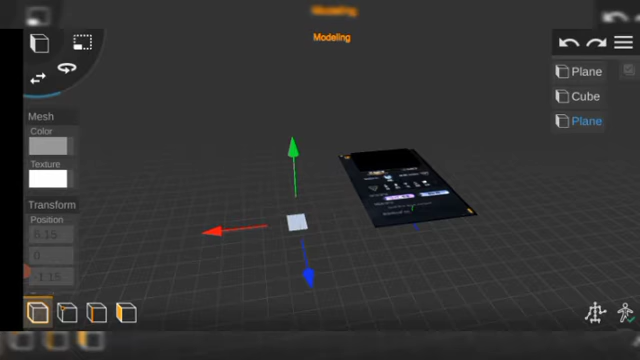 Modeling
Modeling
Mesh
Color
Texture
Transform
Position
6.15
0
-1.15
Plane
Cube
Plane